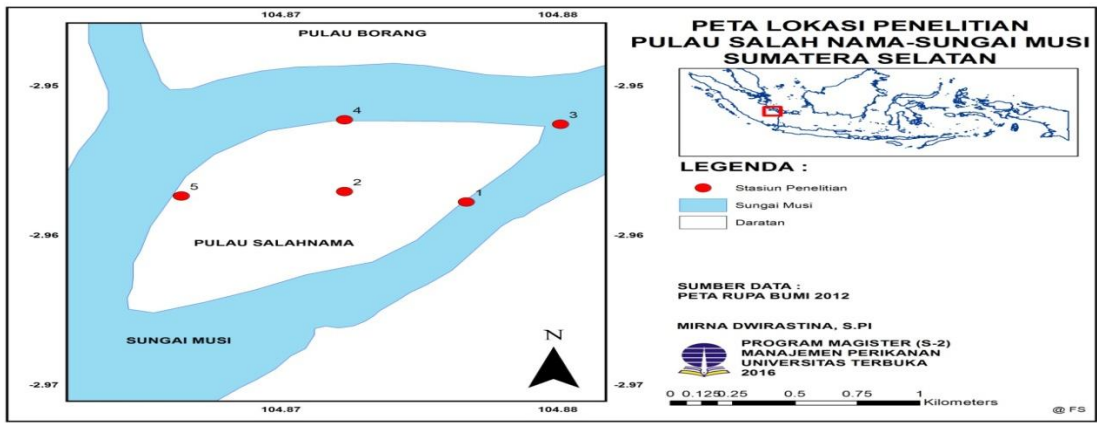 104.87
104.88
PULAU BORANG
-2.95
-2.95
4
3
5
2
1
-2.96
-2.96
PULAU SALAHNAMA
SUNGAI MUSI
N
-2.97
-2.97
104.87
104.88
PETA LOKASI PENELITIAN
PULAU SALAH NAMA-SUNGAI MUSI
SUMATERA SELATAN
LEGENDA :
Stasiun Penelitian
Sungai Musi
Daratan
SUMBER DATA :
PETA RUPA BUMI 2012
MIRNA DWIRASTINA, S.PI
PROGRAM MAGISTER (S-2)
MANAJEMEN PERIKANAN
UNIVERSITAS TERBUKA
2016
0 0.125 0.25 0.5 0.75 1
Kilometers
@ FS